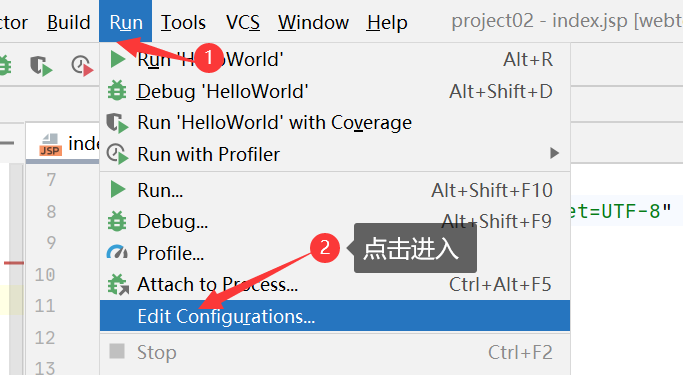 ctor Build Run Tools VCS Window Help project02 - index.jsp [webt
1
Run 'HelloWorld' Alt+R
Debug 'HelloWorld' Alt+Shift+D
Run 'HelloWorld' with Coverage
inde
JSP
Run with Profiler
7
Run... Alt+Shift+F10
8
Debug... Alt+Shift+F9
et=UTF-8"
9
Profile...
2 点击进入
10
Attach to Process... Ctrl+Alt+F5
11
Edit Configurations...
12
Stop Ctrl+F2
13